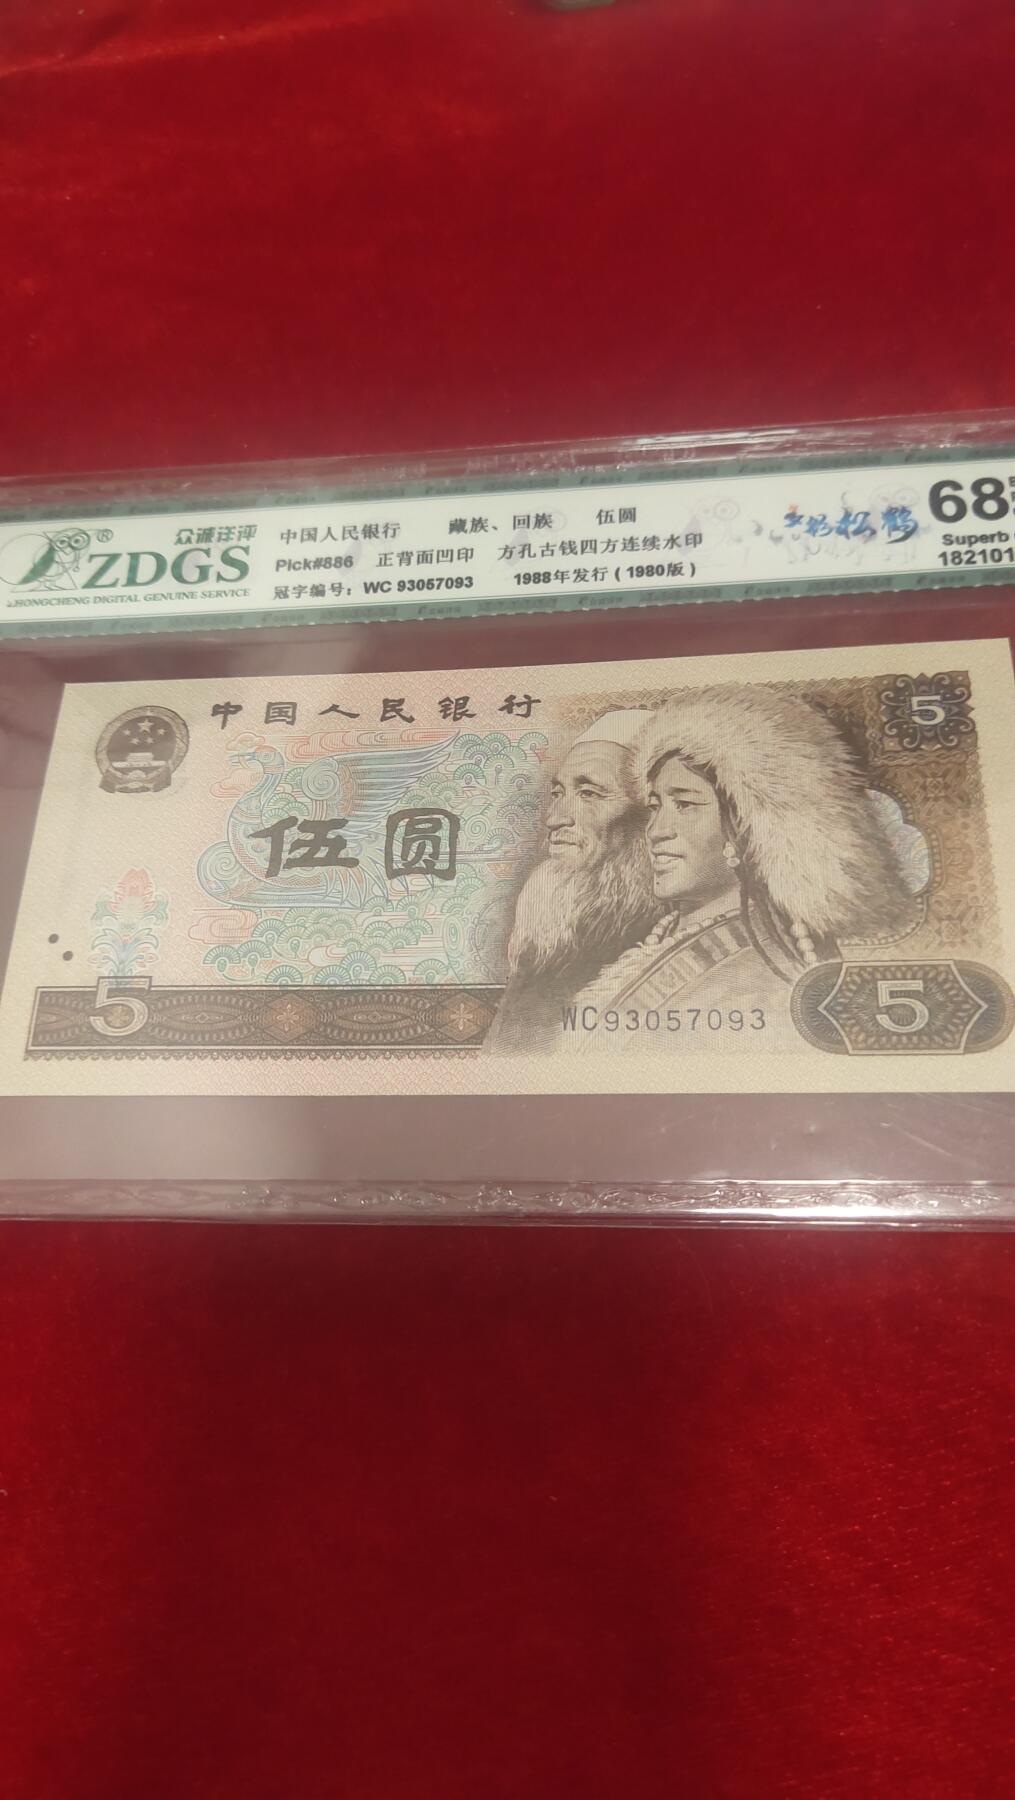 众诚评评
ZDGS
ZHONGCHENG DIGITAL GENUINE SERVICE
中国人民银行 藏族、回族 伍圆
Pick#886 正背面凹印 方孔古钱四方连续水印
冠字编号：WC 93057093 1988年发行（1980版）
68
Superb
182101
中国人民银行
5
伍圆
5
WC93057093
5